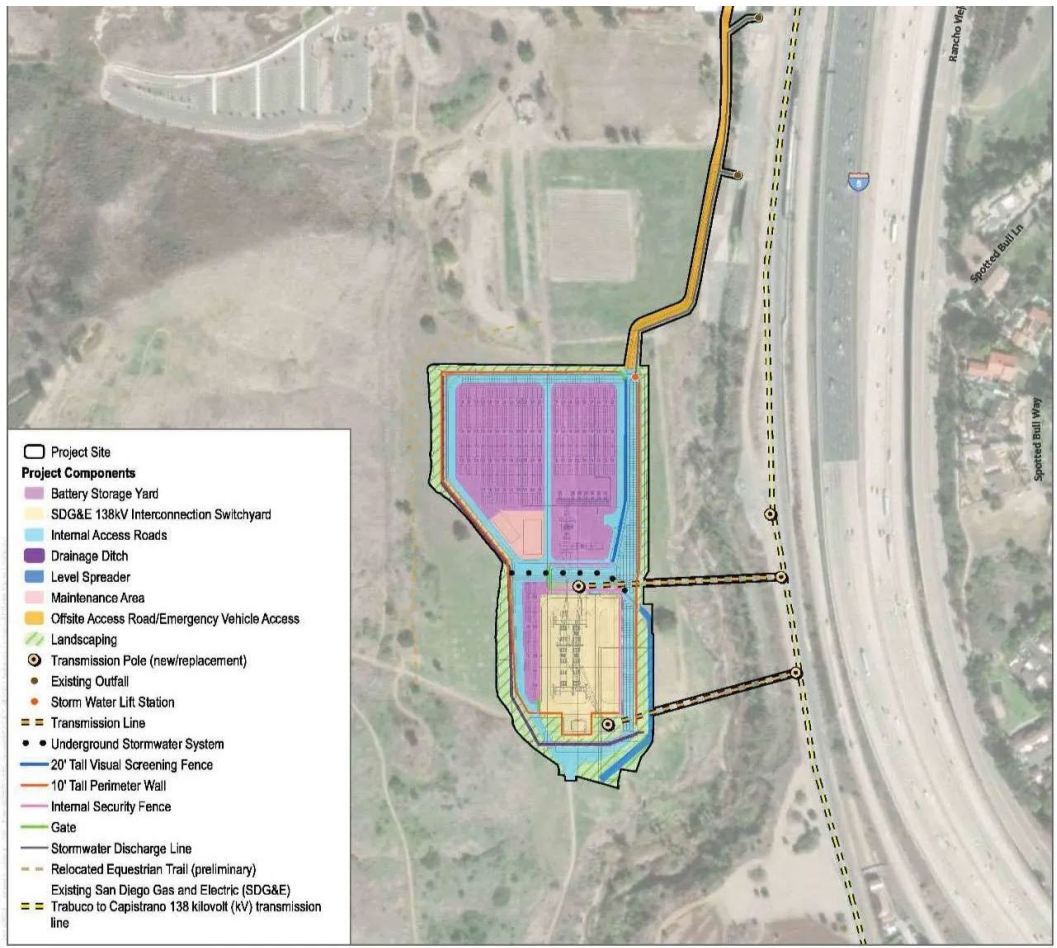 Rancho Viej
5
Spotted Bull Ln
Spotted Bull Way
Project Site
Project Components
Battery Storage Yard
SDG&E 138kV Interconnection Switchyard
Internal Access Roads
Drainage Ditch
Level Spreader
Maintenance Area
Offsite Access Road/Emergency Vehicle Access
Landscaping
Transmission Pole (new/replacement)
Existing Outfall
Storm Water Lift Station
Transmission Line
Underground Stormwater System
20' Tall Visual Screening Fence
10' Tall Perimeter Wall
Internal Security Fence
Gate
Stormwater Discharge Line
Relocated Equestrian Trail (preliminary)
Existing San Diego Gas and Electric (SDG&E)
Trabuco to Capistrano 138 kilovolt (kV) transmission
line